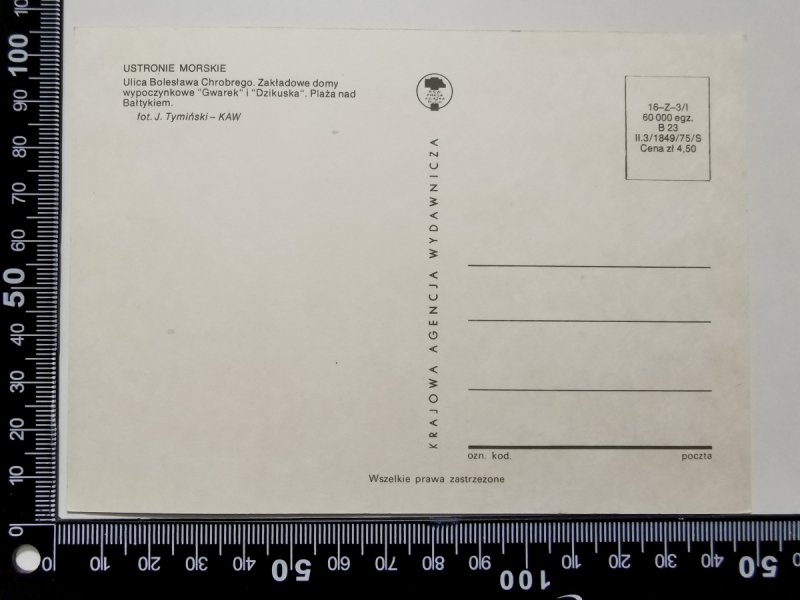 USTRONIE MORSKIE
Ulica Bolesława Chrobrego. Zakładowe domy
wypoczynkowe "Gwarek" i "Dzikuska". Plaża nad
Bałtykiem.
fot. J. Tymiński – KAW
KRAJOWA AGENCJA WYDAWNICZA
16–Z–3/I
60 000 egz.
B 23
II.3/1849/75/S
Cena zł 4,50
ozn. kod.
poczta
Wszelkie prawa zastrzeżone
100
90
80
70
60
50
40
30
20
10
0
0
10
20
30
40
50
60
70
80
90
100
10
20
30
40
50